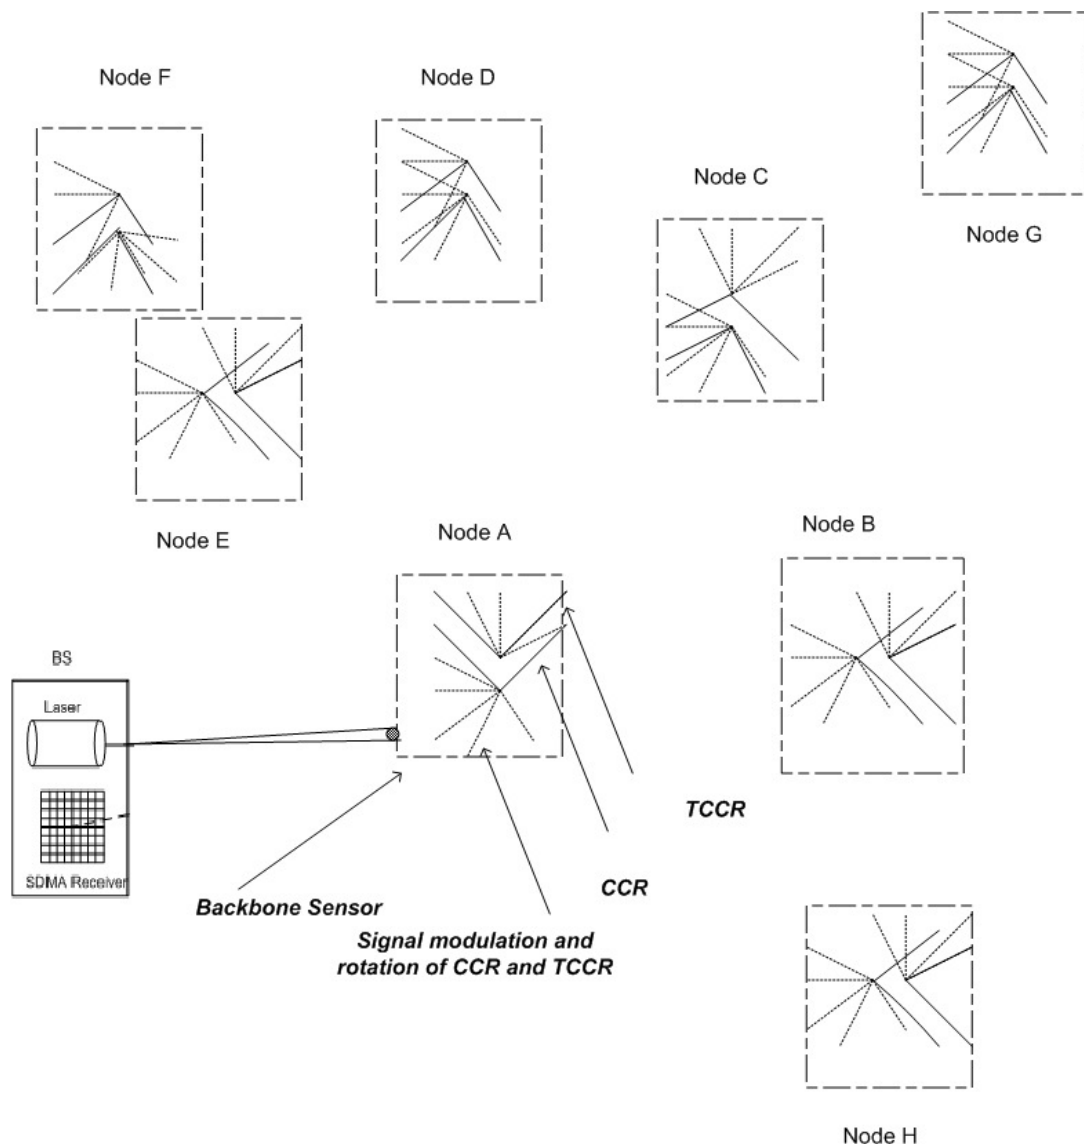 Node F
Node D
Node C
Node G
Node E
Node A
Node B
BS
Laser
SDMA Receiver
TCCR
CCR
Backbone Sensor
Signal modulation and
rotation of CCR and TCCR
Node H